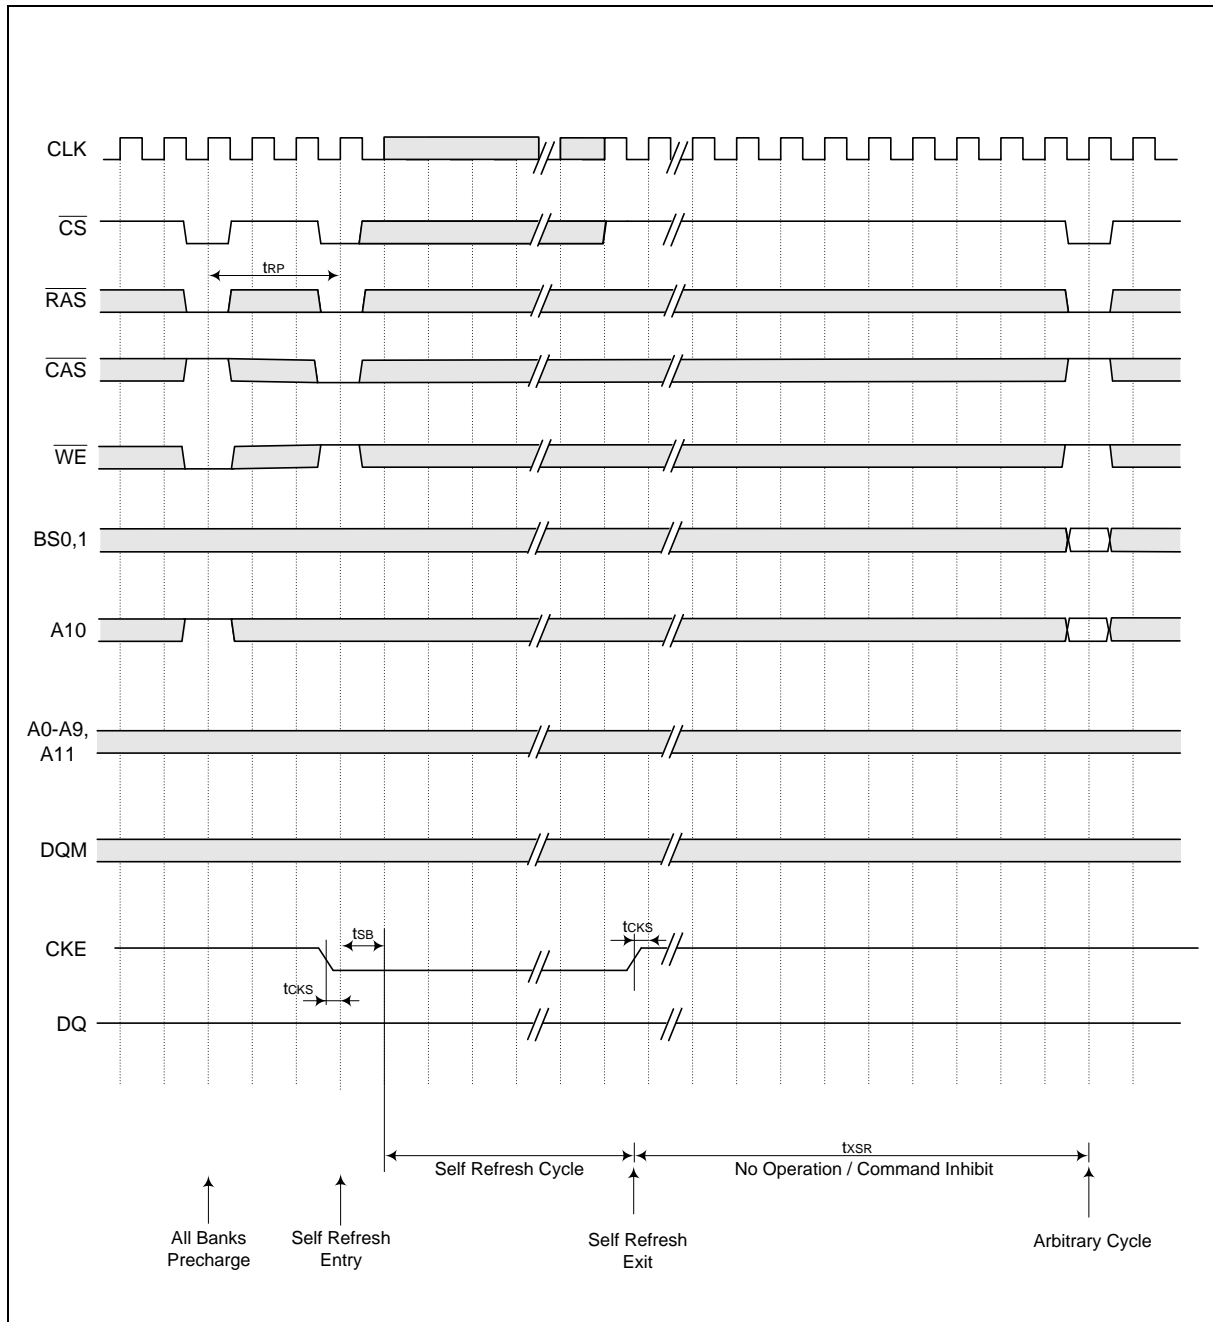 CLK
CS
tRP
RAS
CAS
WE
BS0,1
A10
A0-A9,
A11
DQM
tSB
tCKS
CKE
tCKS
DQ
tXSR
Self Refresh Cycle
No Operation / Command Inhibit
All Banks
Precharge
Self Refresh
Entry
Self Refresh
Exit
Arbitrary Cycle